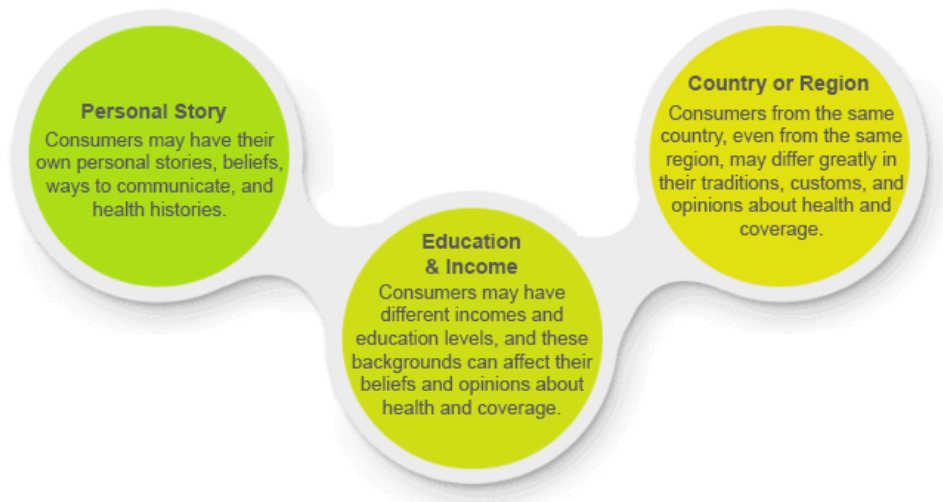 Personal Story
Consumers may have their
own personal stories, beliefs,
ways to communicate, and
health histories.
Education
& Income
Consumers may have
different incomes and
education levels, and these
backgrounds can affect their
beliefs and opinions about
health and coverage.
Country or Region
Consumers from the same
country, even from the same
region, may differ greatly in
their traditions, customs, and
opinions about health and
coverage.